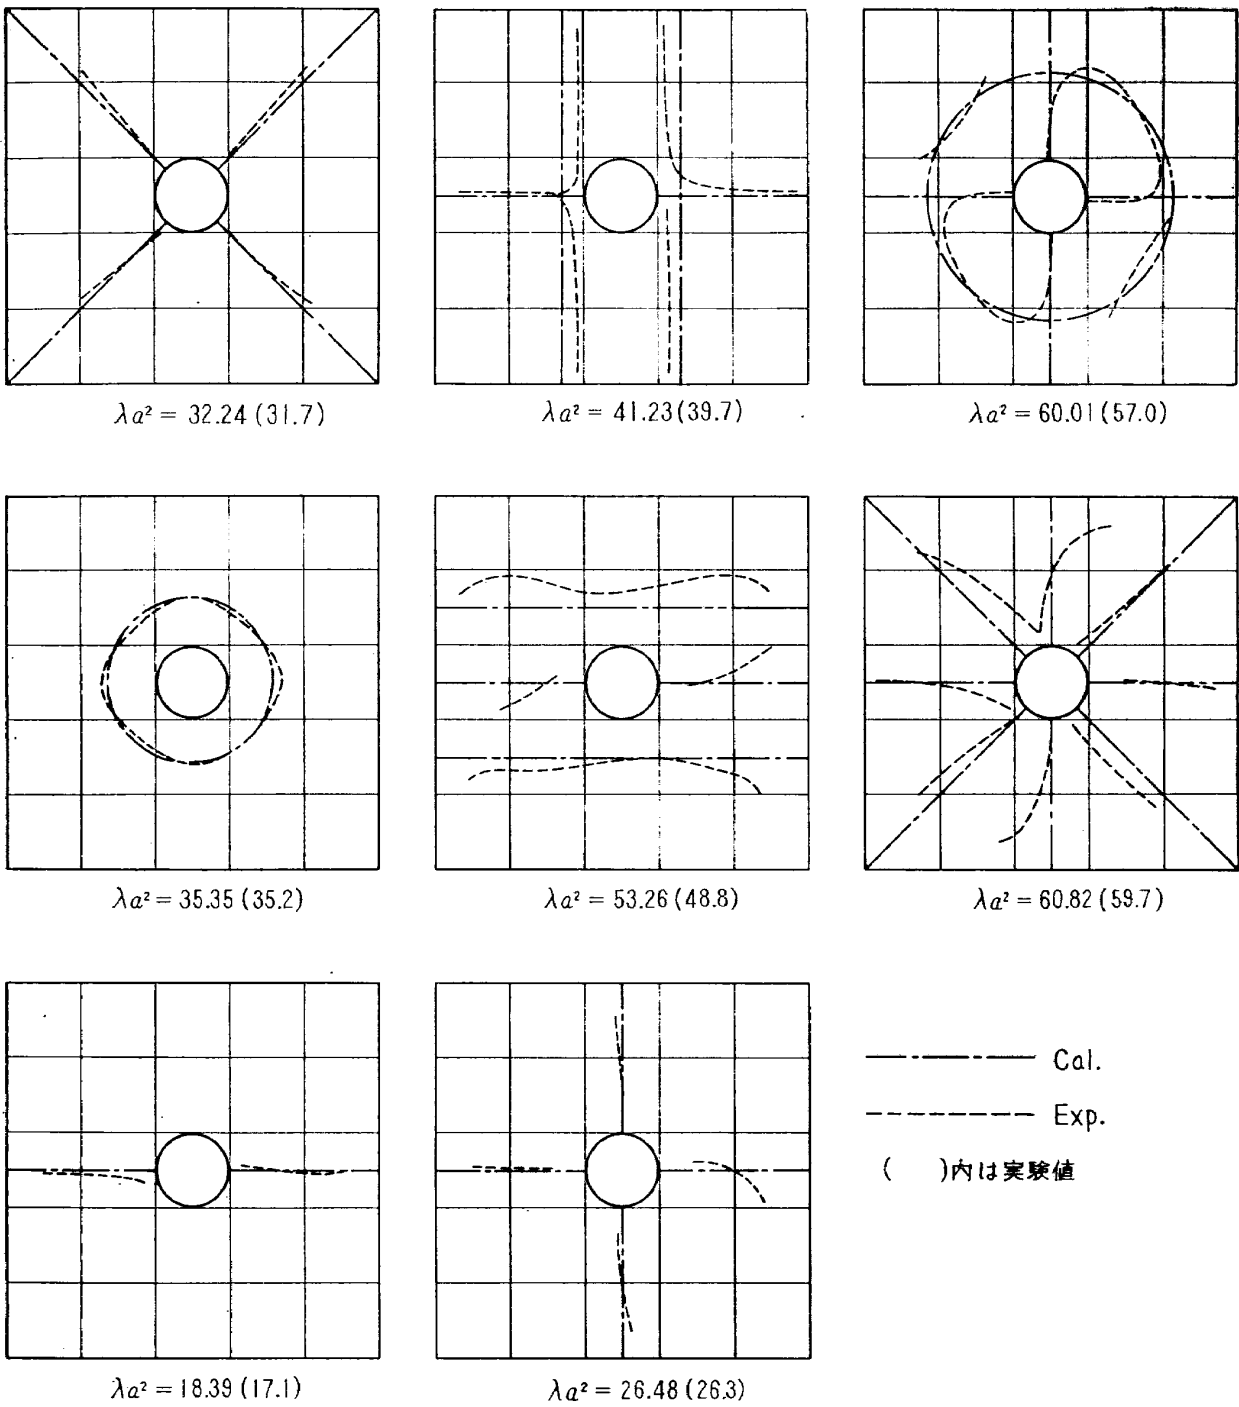 λa² = 32.24 (31.7)
λa² = 41.23 (39.7)
λa² = 60.01 (57.0)
λa² = 35.35 (35.2)
λa² = 53.26 (48.8)
λa² = 60.82 (59.7)
Cal.
Exp.
( )内は実験値
λa² = 18.39 (17.1)
λa² = 26.48 (26.3)